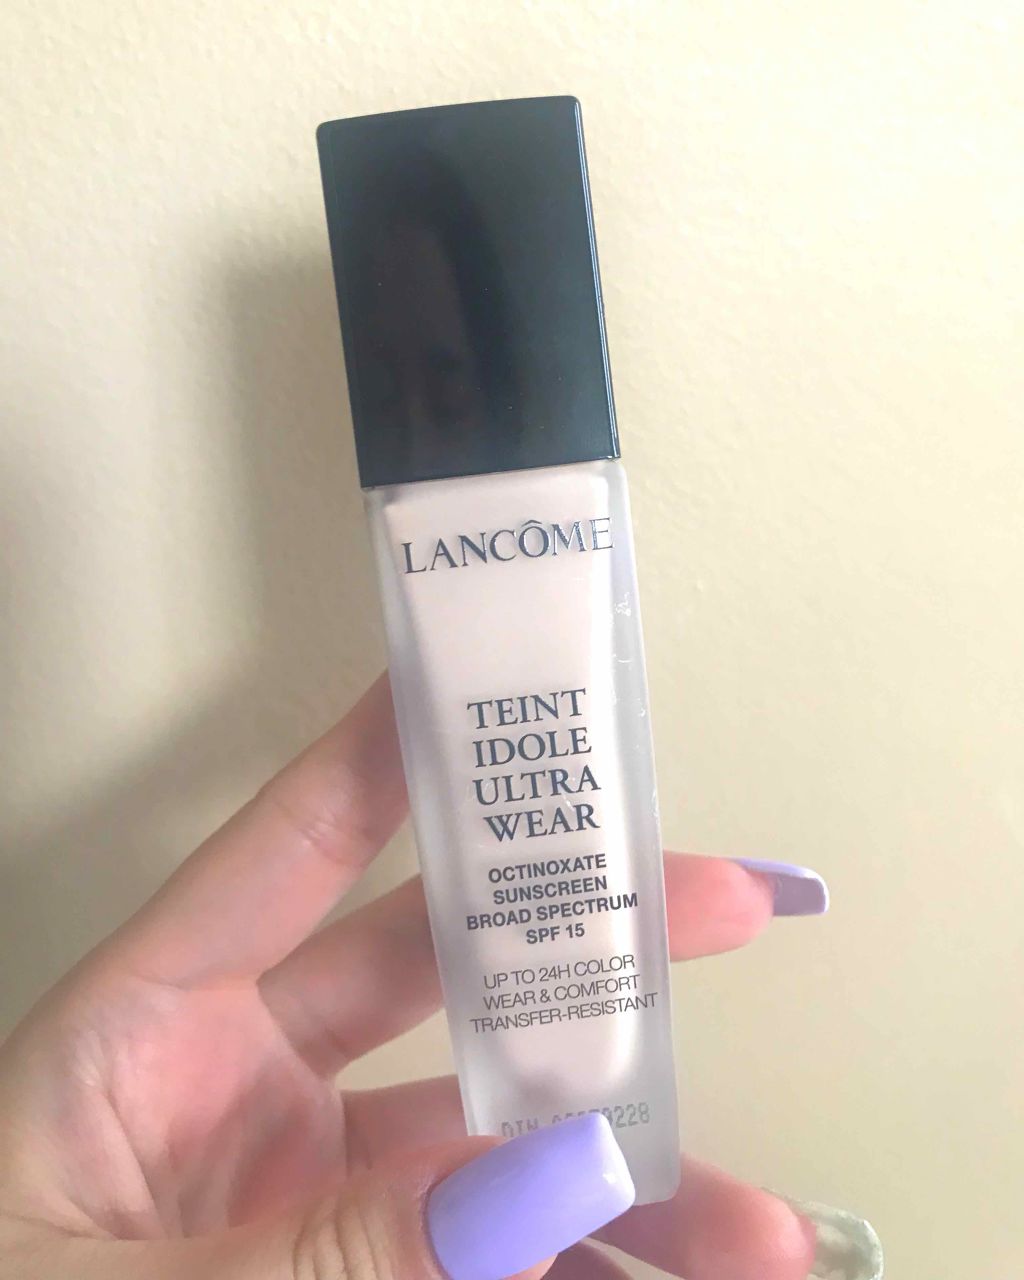 LANCÔME
TEINT
IDOLE
ULTRA
WEAR
OCTINOXATE
SUNSCREEN
BROAD SPECTRUM
SPF 15
UP TO 24H COLOR
WEAR & COMFORT
TRANSFER-RESISTANT
DIN